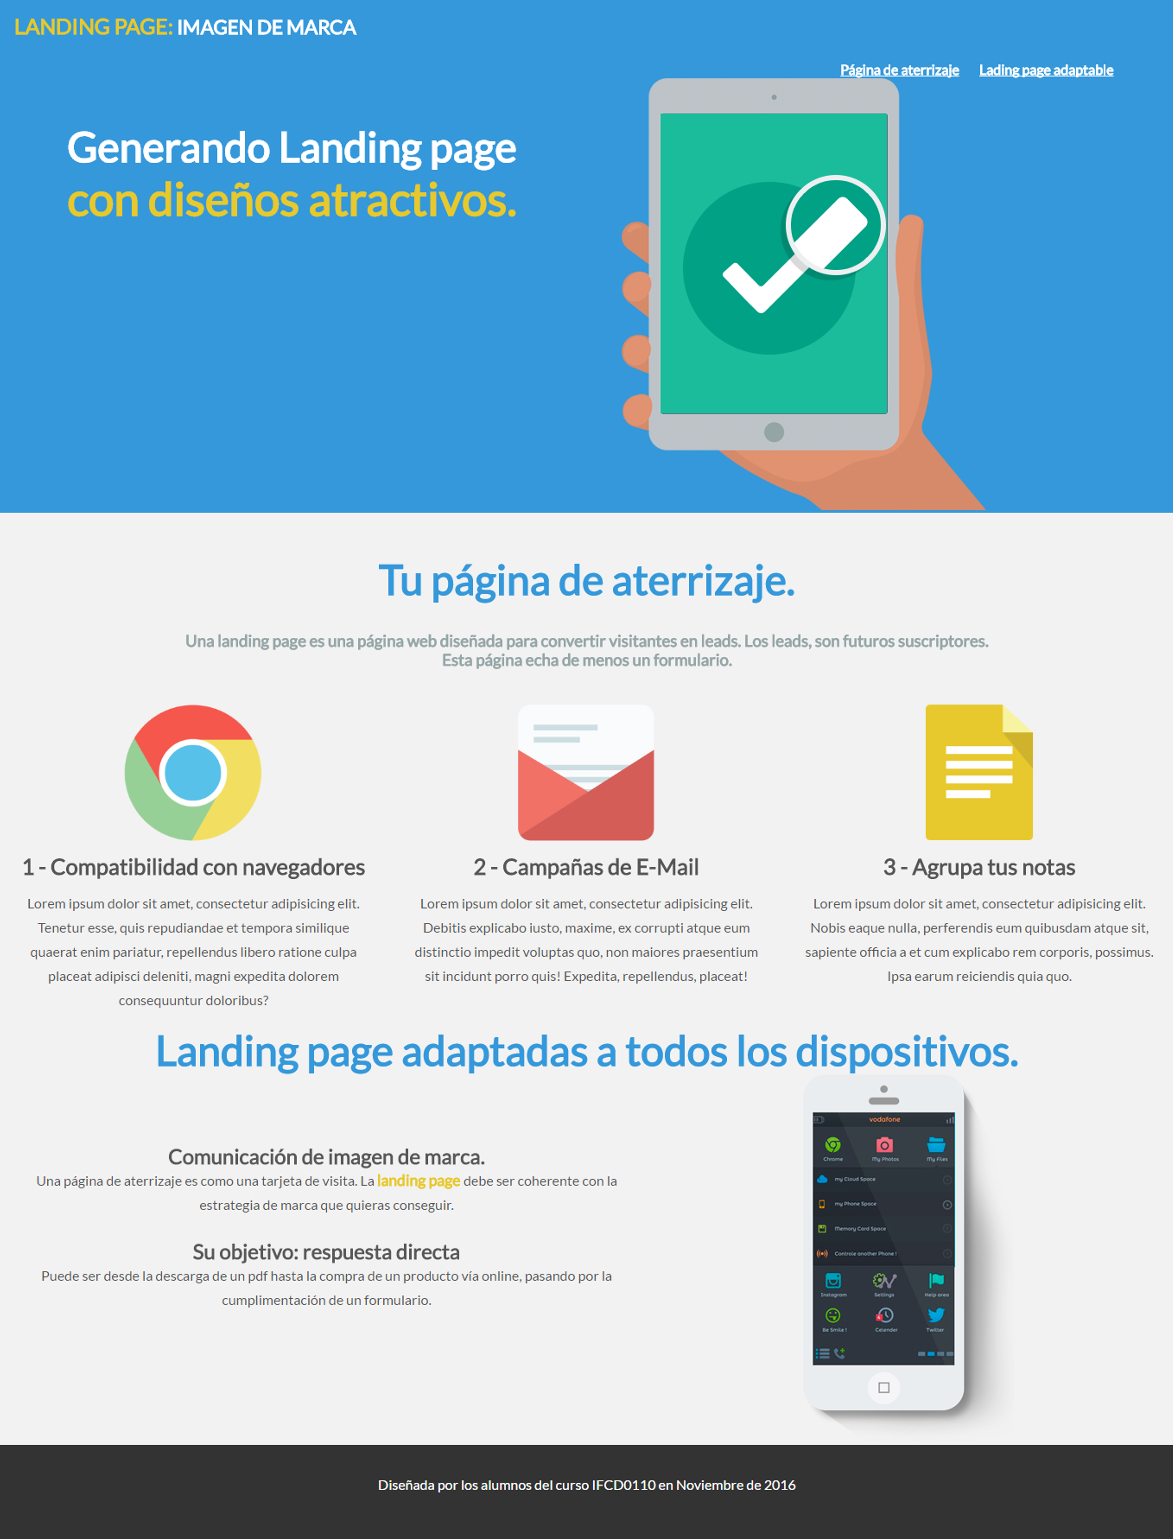 LANDING PAGE: IMAGEN DE MARCA
Página de aterrizaje Lading page adaptable
Generando Landing page
con diseños atractivos.
Tu página de aterrizaje.
Una landing page es una página web diseñada para convertir visitantes en leads. Los leads, son futuros suscriptores.
Esta página echa de menos un formulario.
1 - Compatibilidad con navegadores
Lorem ipsum dolor sit amet, consectetur adipisicing elit.
Tenetur esse, quis repudiandae et tempora similique
quaerat enim pariatur, repellendus libero ratione culpa
placeat adipisci deleniti, magni expedita dolorem
consequuntur doloribus?
2 - Campañas de E-Mail
Lorem ipsum dolor sit amet, consectetur adipisicing elit.
Debitis explicabo iusto, maxime, ex corrupti atque eum
distinctio impedit voluptas quo, non maiores praesentium
sit incidunt porro quis! Expedita, repellendus, placeat!
3 - Agrupa tus notas
Lorem ipsum dolor sit amet, consectetur adipisicing elit.
Nobis eaque nulla, perferendis eum quibusdam atque sit,
sapiente officia a et cum explicabo rem corporis, possimus.
Ipsa earum reiciendis quia quo.
Landing page adaptadas a todos los dispositivos.
Comunicación de imagen de marca.
Una página de aterrizaje es como una tarjeta de visita. La landing page debe ser coherente con la
estrategia de marca que quieras conseguir.
Su objetivo: respuesta directa
Puede ser desde la descarga de un pdf hasta la compra de un producto vía online, pasando por la
cumplimentación de un formulario.
vodafone
Chrome My Photos My Files
my Cloud Space
my Phone Space
Memory Card Space
Controle another Phone !
Instagram Settings Help area
Be Smile ! Calander Twitter
Diseñada por los alumnos del curso IFCD0110 en Noviembre de 2016